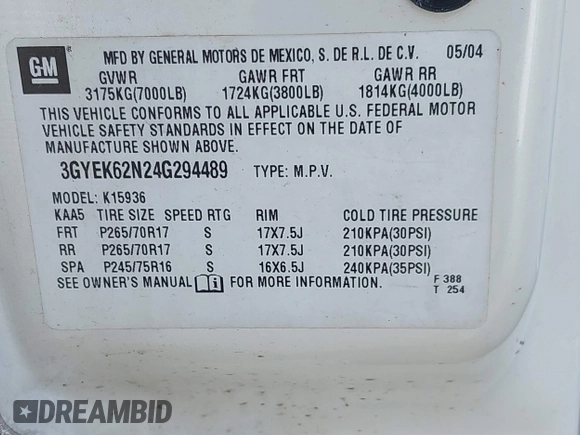 GM
MFD BY GENERAL MOTORS DE MEXICO, S. DE R.L. DE C.V. 05/04
GVWR GAWR FRT GAWR RR
3175KG(7000LB) 1724KG(3800LB) 1814KG(4000LB)
THIS VEHICLE CONFORMS TO ALL APPLICABLE U.S. FEDERAL MOTOR
VEHICLE SAFETY STANDARDS IN EFFECT ON THE DATE OF
MANUFACTURE SHOWN ABOVE.
3GYEK62N24G294489 TYPE: M.P.V.
MODEL: K15936
KAA5 TIRE SIZE SPEED RTG RIM COLD TIRE PRESSURE
FRT P265/70R17 S 17X7.5J 210KPA(30PSI)
RR P265/70R17 S 17X7.5J 210KPA(30PSI)
SPA P245/75R16 S 16X6.5J 240KPA(35PSI)
SEE OWNER'S MANUAL FOR MORE INFORMATION.
F 388
T 254
DREAMBID